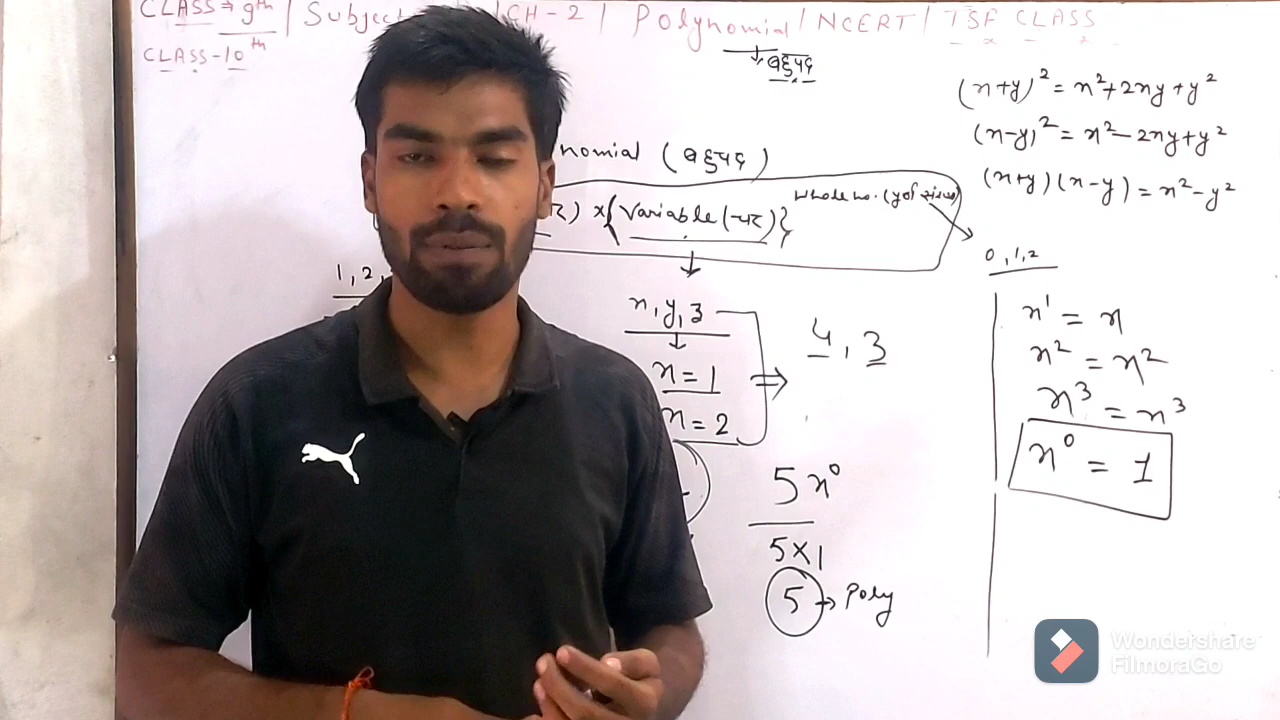 CLASS → 9th / Subject / CH - 2 / Polynomial / NCERT / TSF CLASS
CLASS - 10th
बहुपद
(x+y)² = x²+2xy+y²
(x-y)² = x²-2xy+y²
(x+y)(x-y) = x²-y²
nomial (बहुपद)
Whole no. (पूर्ण संख्या)
) x {Variable (चर)}
0,1,2
1, 2,
x, y, z
x = 1
x = 2
4, 3
x¹ = x
x² = x²
x³ = x³
x⁰ = 1
5x⁰
5×1
5 → Poly
Wondershare
FilmoraGo